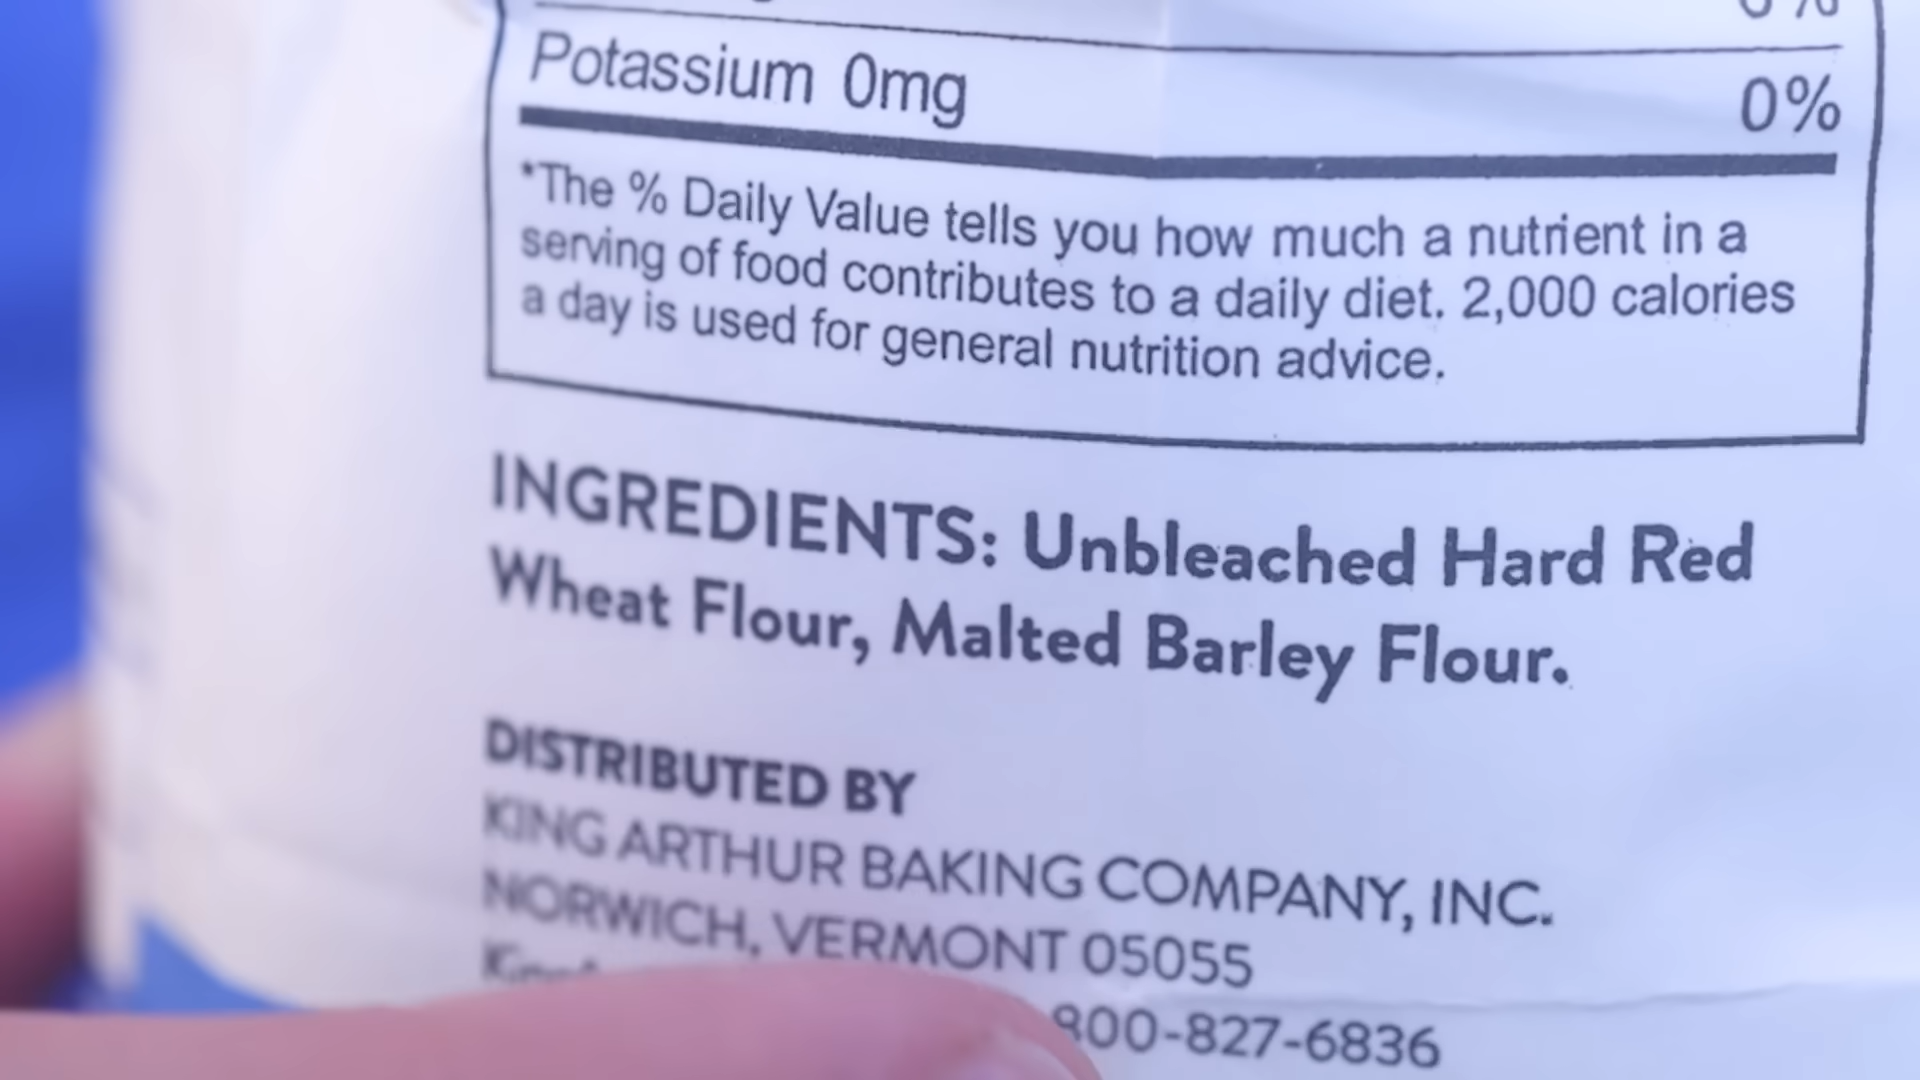 Potassium 0mg 0%
*The % Daily Value tells you how much a nutrient in a
serving of food contributes to a daily diet. 2,000 calories
a day is used for general nutrition advice.
INGREDIENTS: Unbleached Hard Red
Wheat Flour, Malted Barley Flour.
DISTRIBUTED BY
KING ARTHUR BAKING COMPANY, INC.
NORWICH, VERMONT 05055
800-827-6836